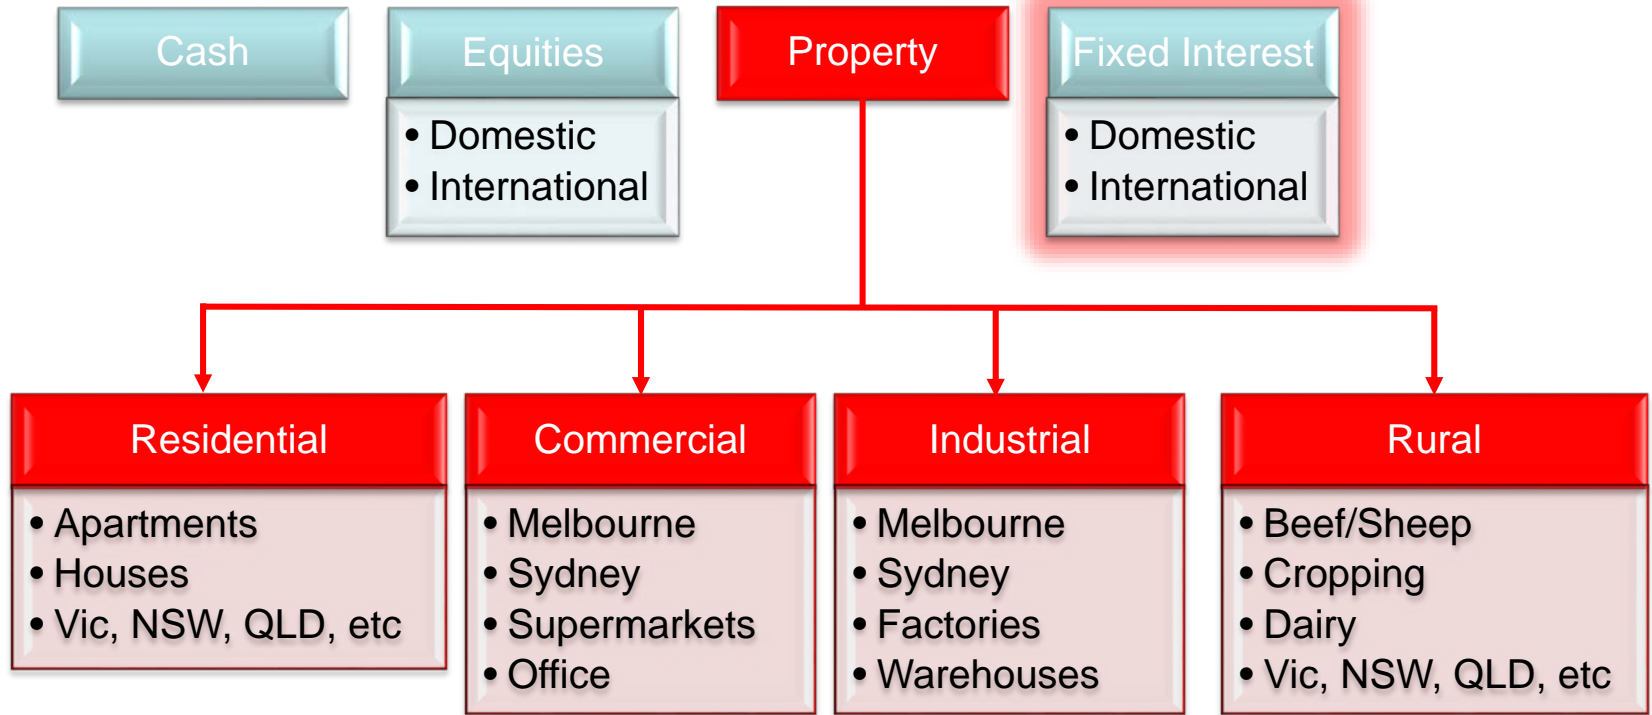 Cash
Equities
• Domestic
• International
Property
Fixed Interest
• Domestic
• International
Residential
• Apartments
• Houses
• Vic, NSW, QLD, etc
Commercial
• Melbourne
• Sydney
• Supermarkets
• Office
Industrial
• Melbourne
• Sydney
• Factories
• Warehouses
Rural
• Beef/Sheep
• Cropping
• Dairy
• Vic, NSW, QLD, etc